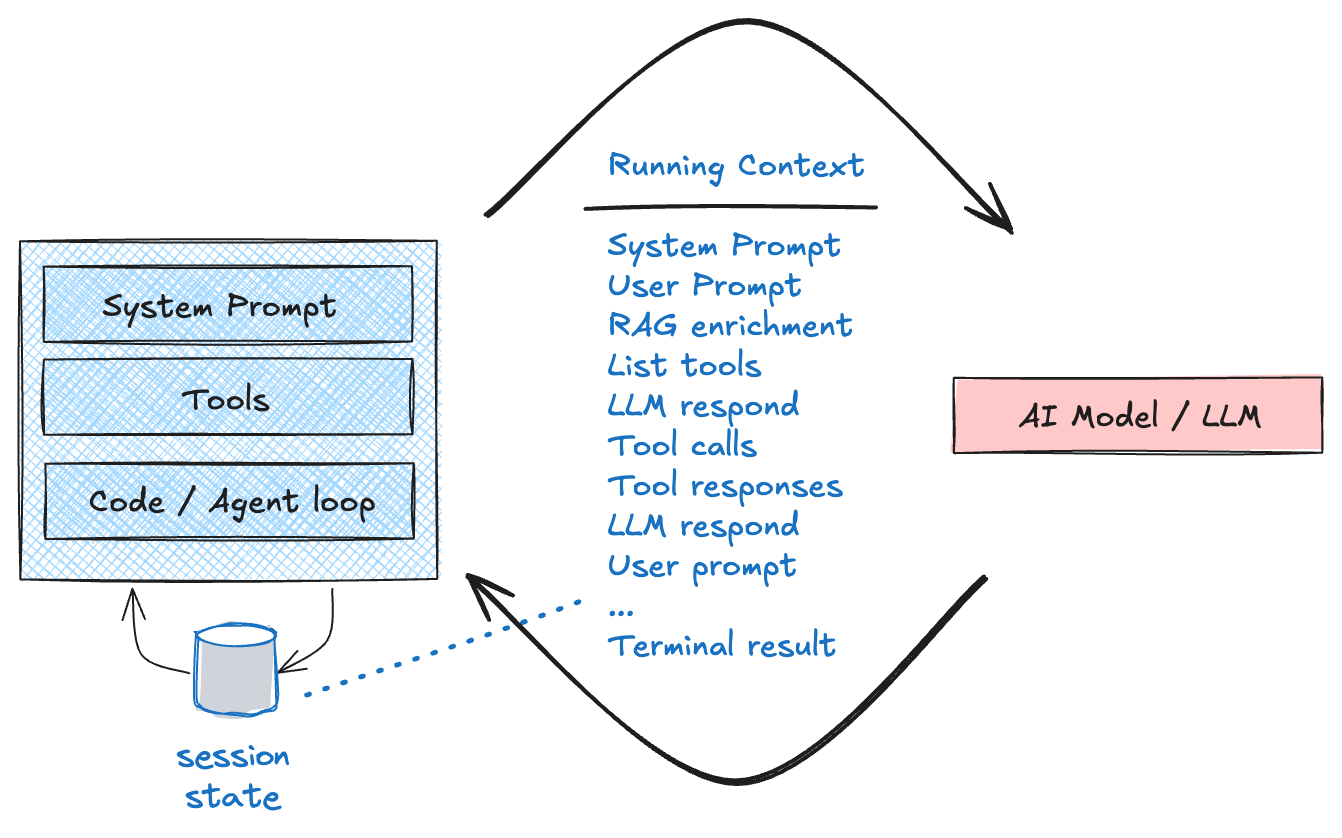 Running Context
System Prompt
User Prompt
RAG enrichment
List tools
LLM respond
Tool calls
Tool responses
LLM respond
User prompt
...
Terminal result
System Prompt
Tools
Code / Agent loop
session
state
AI Model / LLM